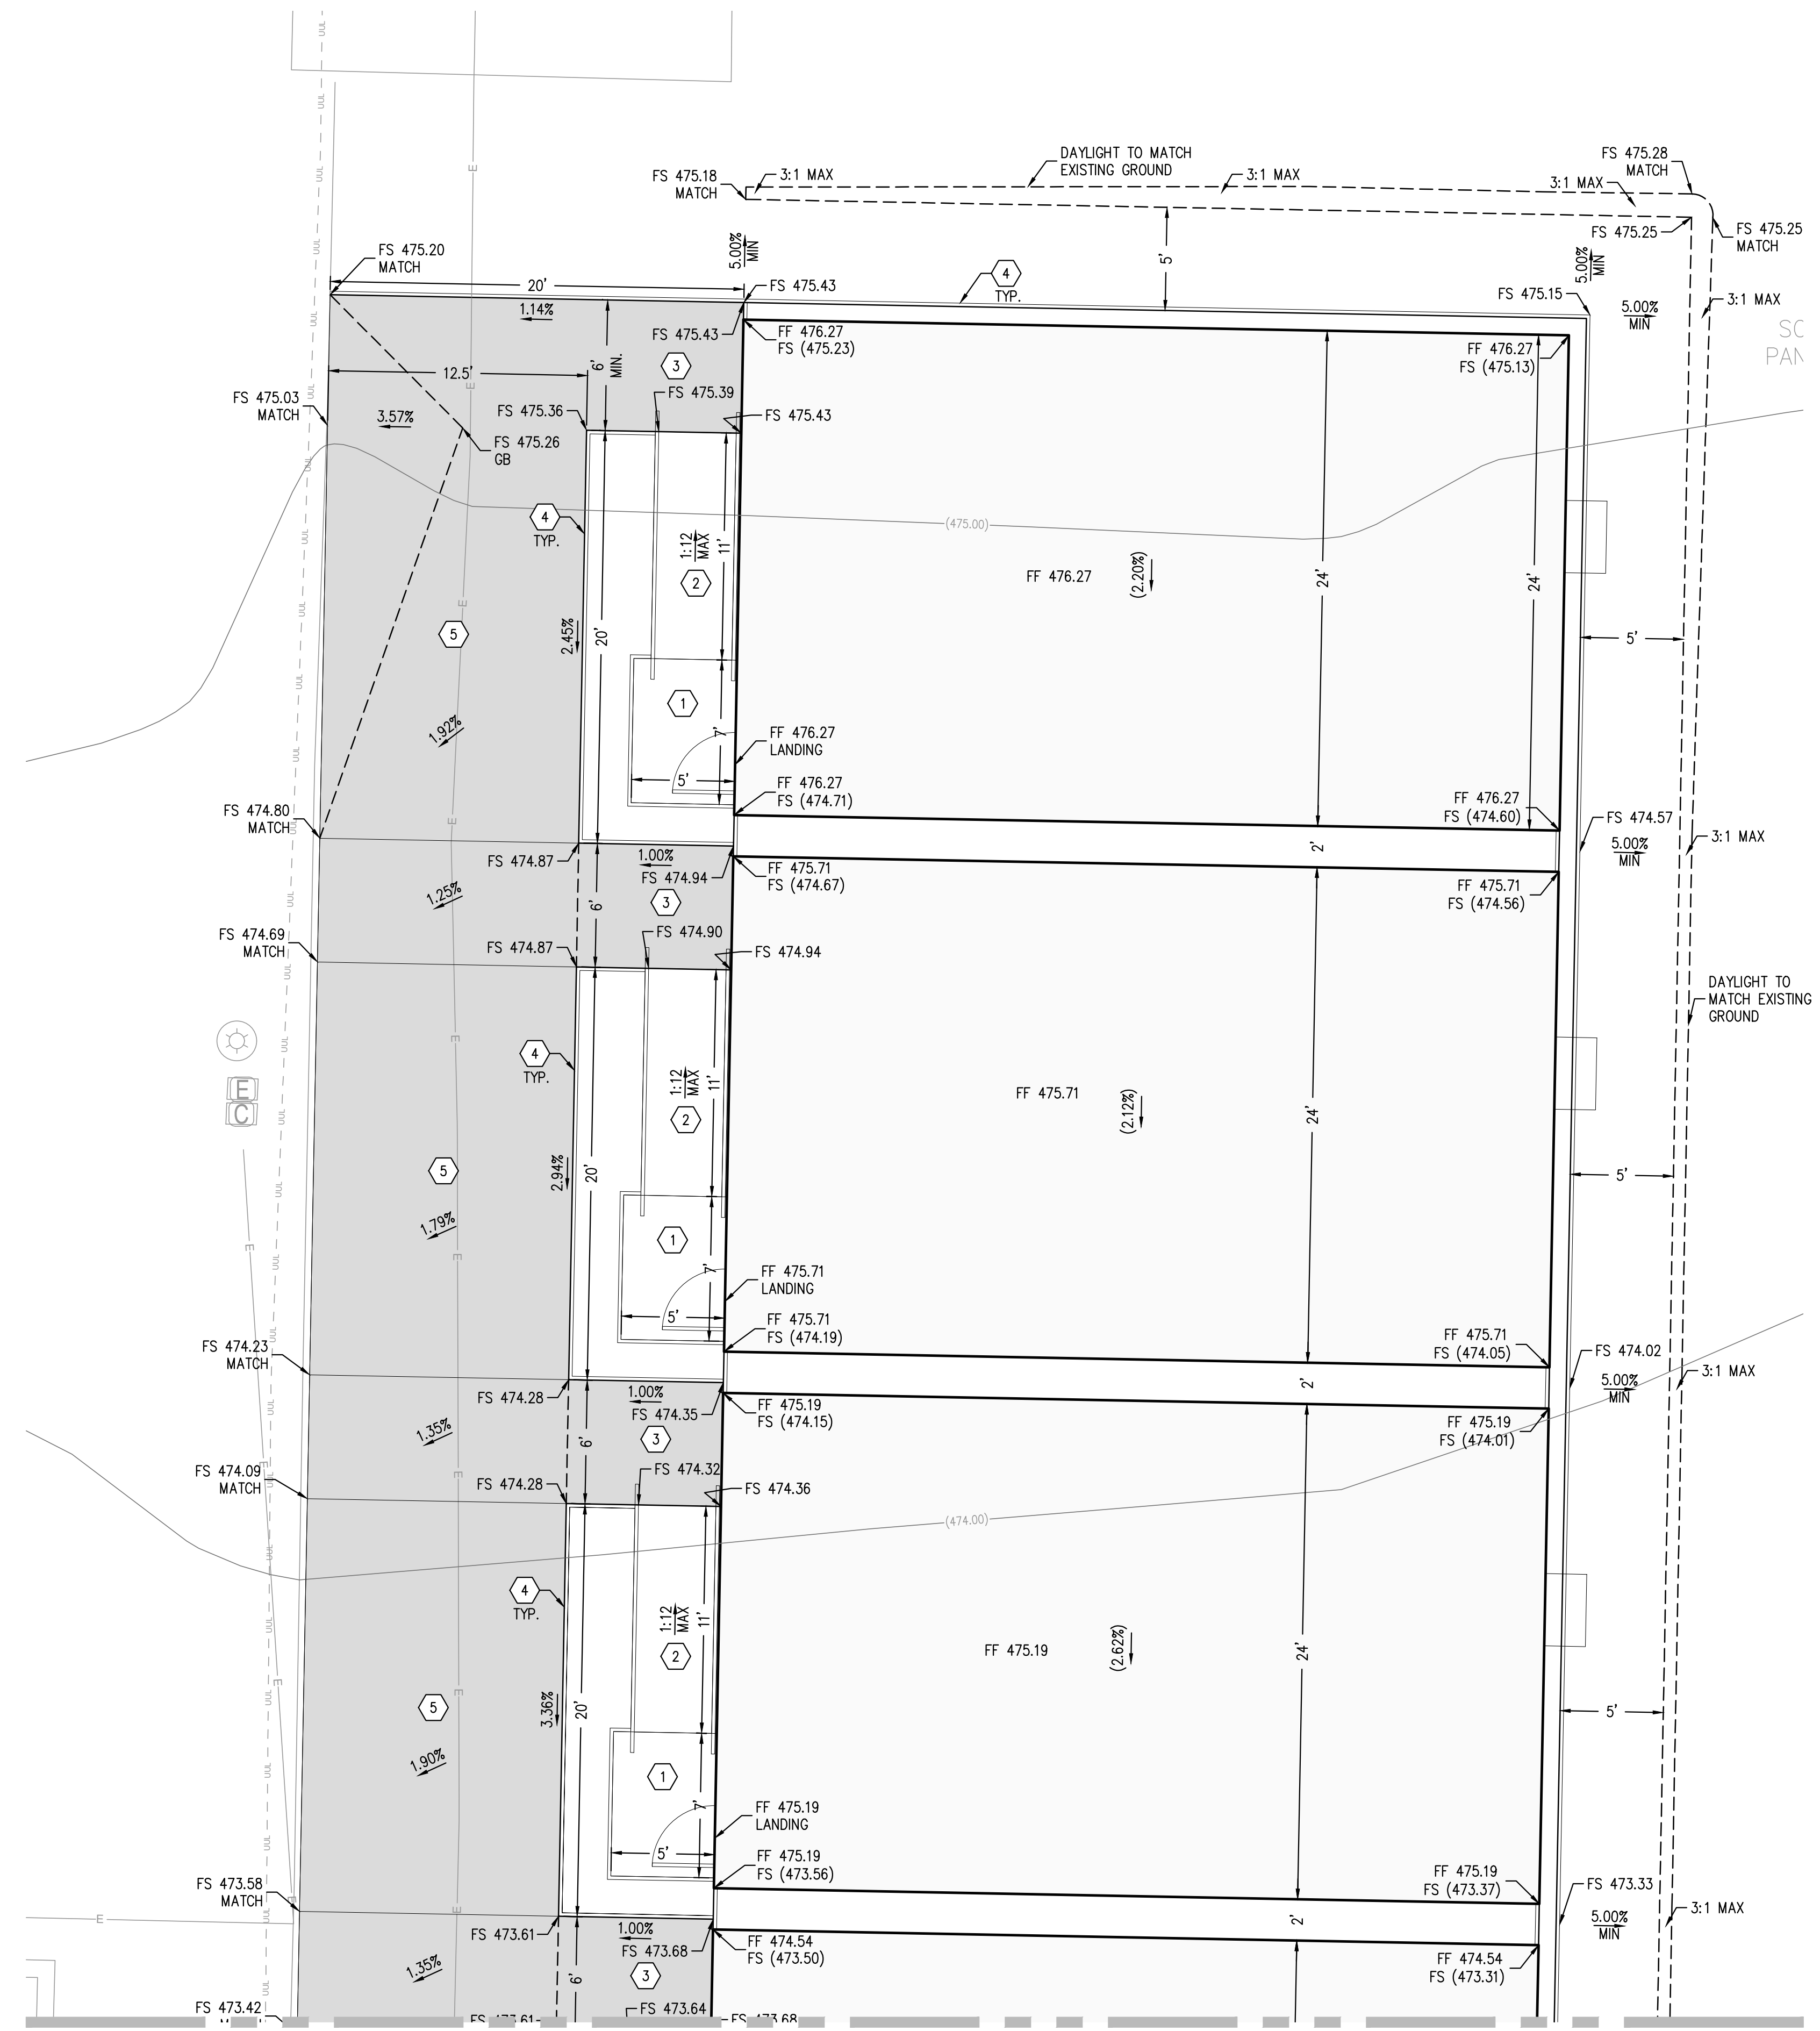 DAYLIGHT TO MATCH
EXISTING GROUND
FS 475.28
MATCH
FS 475.18
MATCH
3:1 MAX
3:1 MAX
3:1 MAX
FS 475.25
FS 475.25
MATCH
FS 475.20
MATCH
5.00%
MIN
5'
5.00%
MIN
20'
FS 475.43
4
TYP.
FS 475.15
5.00%
MIN
3:1 MAX
1.14%
FS 475.43
FF 476.27
FS (475.23)
FF 476.27
FS (475.13)
6'
MIN.
3
12.5'
FS 475.03
MATCH
3.57%
FS 475.36
FS 475.39
FS 475.43
FS 475.26
GB
E
E
4
TYP.
(475.00)
1:12
MAX
11'
2
FF 476.27
(2.20%)
24'
24'
5
2.45%
20'
5'
1
1.92%
7'
FF 476.27
LANDING
5'
FF 476.27
FS (474.71)
FF 476.27
FS (474.60)
FS 474.80
MATCH
FS 474.57
5.00%
MIN
3:1 MAX
FS 474.87
1.00%
FS 474.94
2'
FF 475.71
FS (474.67)
FF 475.71
FS (474.56)
1.25%
6'
3
FS 474.69
MATCH
FS 474.87
FS 474.90
FS 474.94
DAYLIGHT TO
MATCH EXISTING
GROUND
4
TYP.
E
C
1:12
MAX
11'
2
FF 475.71
(2.12%)
24'
5
2.94%
20'
5'
1.79%
1
7'
FF 475.71
LANDING
5'
FF 475.71
FS (474.19)
FF 475.71
FS (474.05)
FS 474.23
MATCH
FS 474.02
5.00%
MIN
3:1 MAX
FS 474.28
1.00%
FS 474.35
2'
FF 475.19
FS (474.15)
FF 475.19
FS (474.01)
1.35%
6'
3
FS 474.09
MATCH
FS 474.28
FS 474.32
FS 474.36
(474.00)
4
TYP.
1:12
MAX
11'
2
FF 475.19
(2.62%)
24'
5
3.36%
20'
5'
1.90%
1
7'
FF 475.19
LANDING
5'
FF 475.19
FS (473.56)
FF 475.19
FS (473.37)
FS 473.58
MATCH
FS 473.33
5.00%
MIN
3:1 MAX
E
FS 473.61
1.00%
FS 473.68
2'
FF 474.54
FS (473.50)
FF 474.54
FS (473.31)
1.35%
6'
3
FS 473.42
FS 473.64